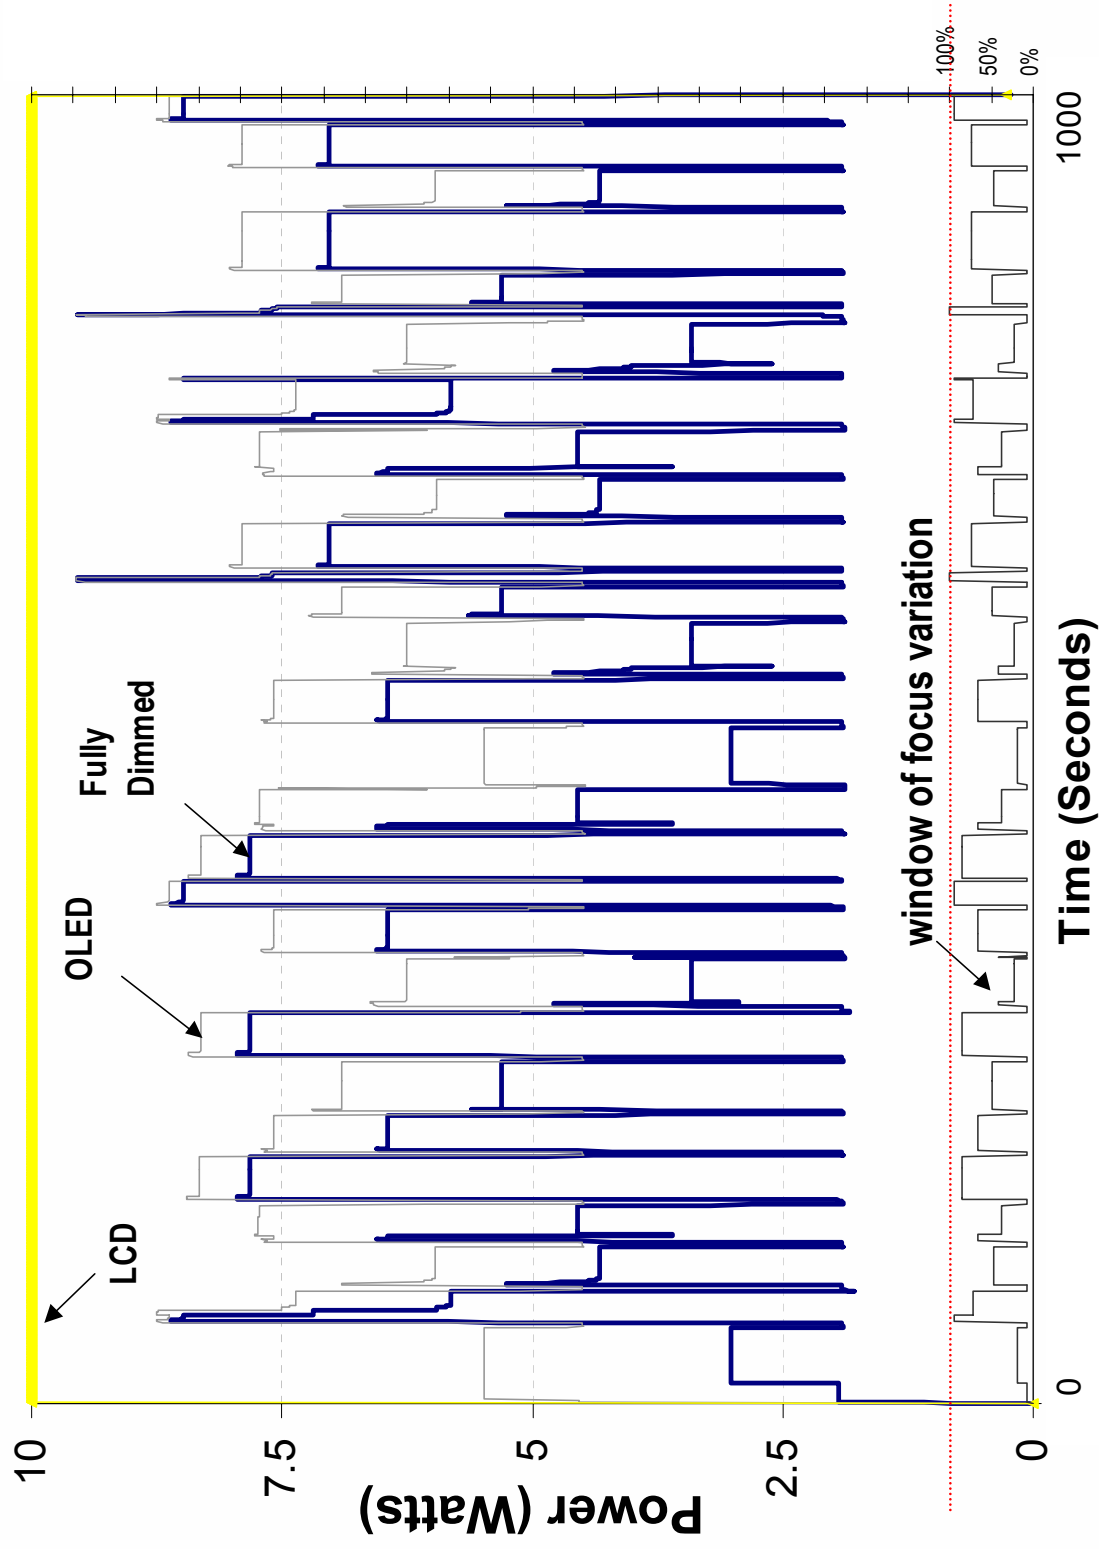 10
7.5
5
2.5
0
Power (Watts)
LCD
OLED
Fully
Dimmed
window of focus variation
100%
50%
0%
0
1000
Time (Seconds)